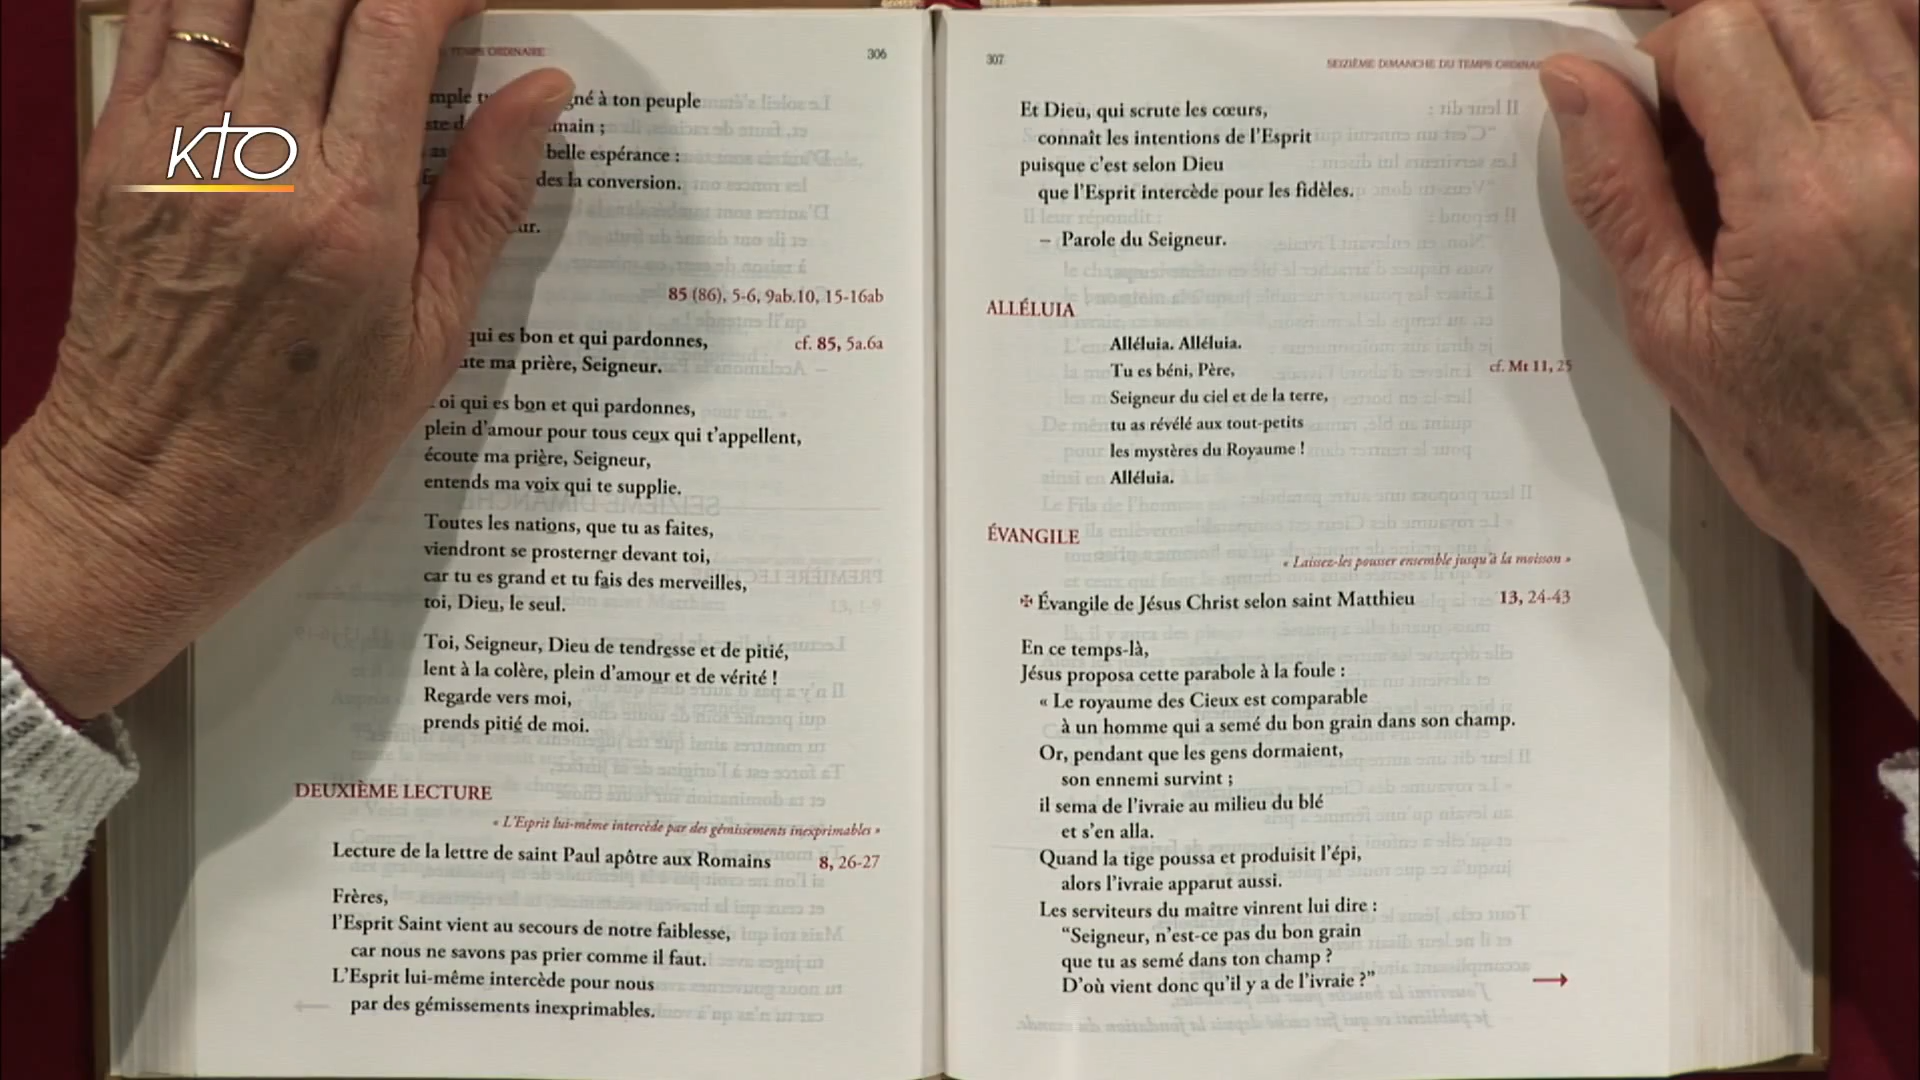 KTO
TEMPS ORDINAIRE
306
gné à ton peuple
main ;
belle espérance :
des la conversion.
85 (86), 5-6, 9ab.10, 15-16ab
qui es bon et qui pardonnes,
cf. 85, 5a.6a
ma prière, Seigneur.
qui es bon et qui pardonnes,
plein d’amour pour tous ceux qui t’appellent,
écoute ma prière, Seigneur,
entends ma voix qui te supplie.
Toutes les nations, que tu as faites,
viendront se prosterner devant toi,
car tu es grand et tu fais des merveilles,
toi, Dieu, le seul.
Toi, Seigneur, Dieu de tendresse et de pitié,
lent à la colère, plein d’amour et de vérité !
Regarde vers moi,
prends pitié de moi.
DEUXIÈME LECTURE
« L’Esprit lui-même intercède par des gémissements inexprimables »
Lecture de la lettre de saint Paul apôtre aux Romains
8, 26-27
Frères,
l’Esprit Saint vient au secours de notre faiblesse,
car nous ne savons pas prier comme il faut.
L’Esprit lui-même intercède pour nous
par des gémissements inexprimables.
307
SEIZIÈME DIMANCHE DU TEMPS ORDINAI
Et Dieu, qui scrute les cœurs,
connaît les intentions de l’Esprit
puisque c’est selon Dieu
que l’Esprit intercède pour les fidèles.
– Parole du Seigneur.
ALLÉLUIA
Alléluia. Alléluia.
cf. Mt 11, 25
Tu es béni, Père,
Seigneur du ciel et de la terre,
tu as révélé aux tout-petits
les mystères du Royaume !
Alléluia.
ÉVANGILE
« Laissez-les pousser ensemble jusqu’à la moisson »
✠ Évangile de Jésus Christ selon saint Matthieu
13, 24-43
En ce temps-là,
Jésus proposa cette parabole à la foule :
« Le royaume des Cieux est comparable
à un homme qui a semé du bon grain dans son champ.
Or, pendant que les gens dormaient,
son ennemi survint ;
il sema de l’ivraie au milieu du blé
et s’en alla.
Quand la tige poussa et produisit l’épi,
alors l’ivraie apparut aussi.
Les serviteurs du maître vinrent lui dire :
“Seigneur, n’est-ce pas du bon grain
que tu as semé dans ton champ ?
D’où vient donc qu’il y a de l’ivraie ?”